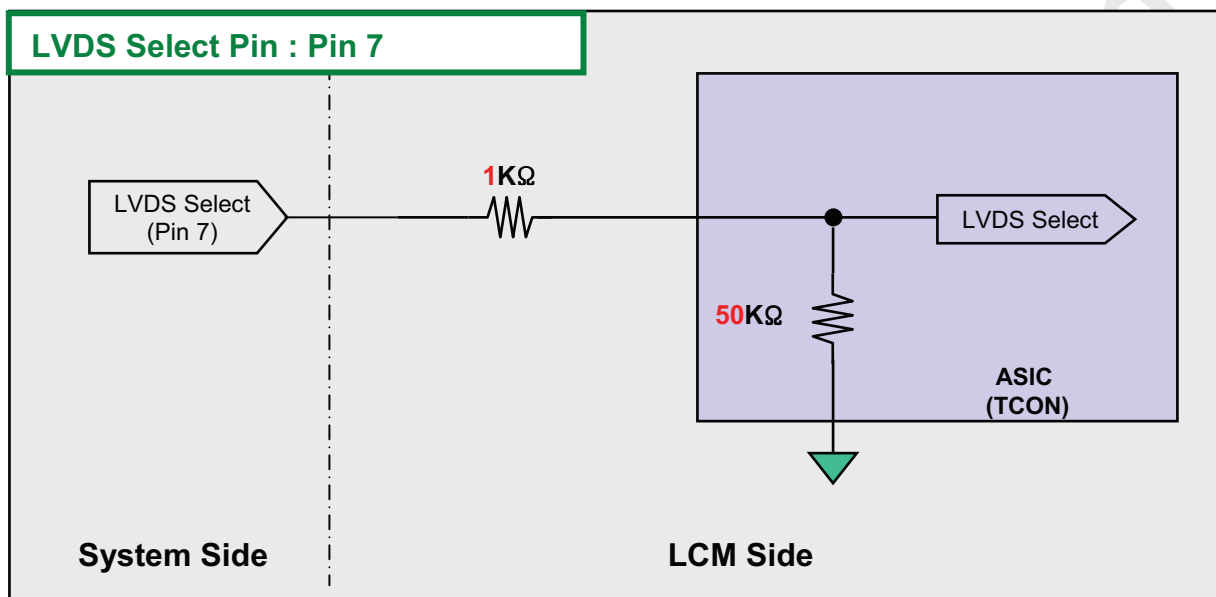 LVDS Select Pin : Pin 7
1KΩ
LVDS Select
(Pin 7)
LVDS Select
50KΩ
ASIC
(TCON)
System Side
LCM Side